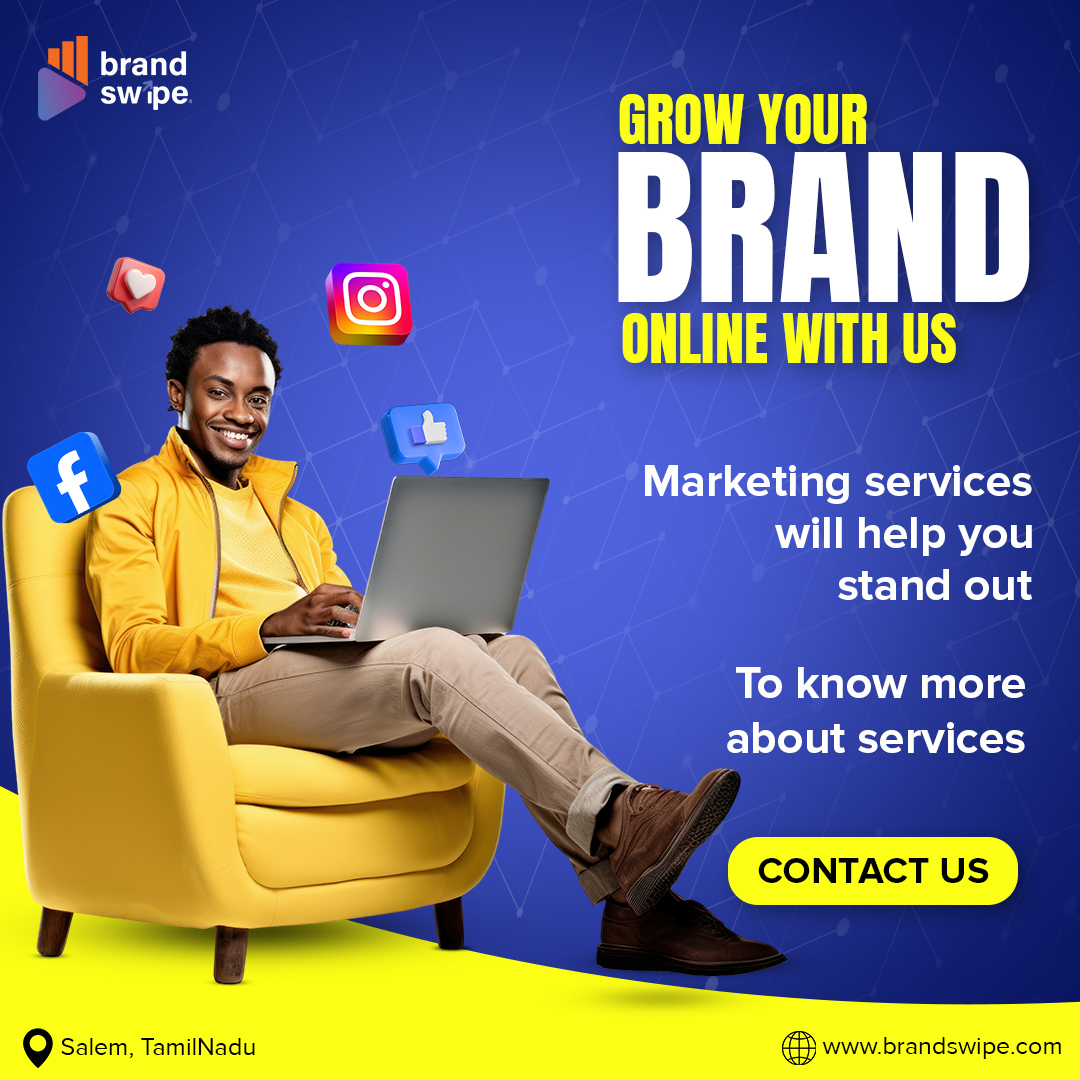 brand
swipe
GROW YOUR
BRAND
ONLINE WITH US
Marketing services
will help you
stand out
To know more
about services
CONTACT US
Salem, TamilNadu
www.brandswipe.com